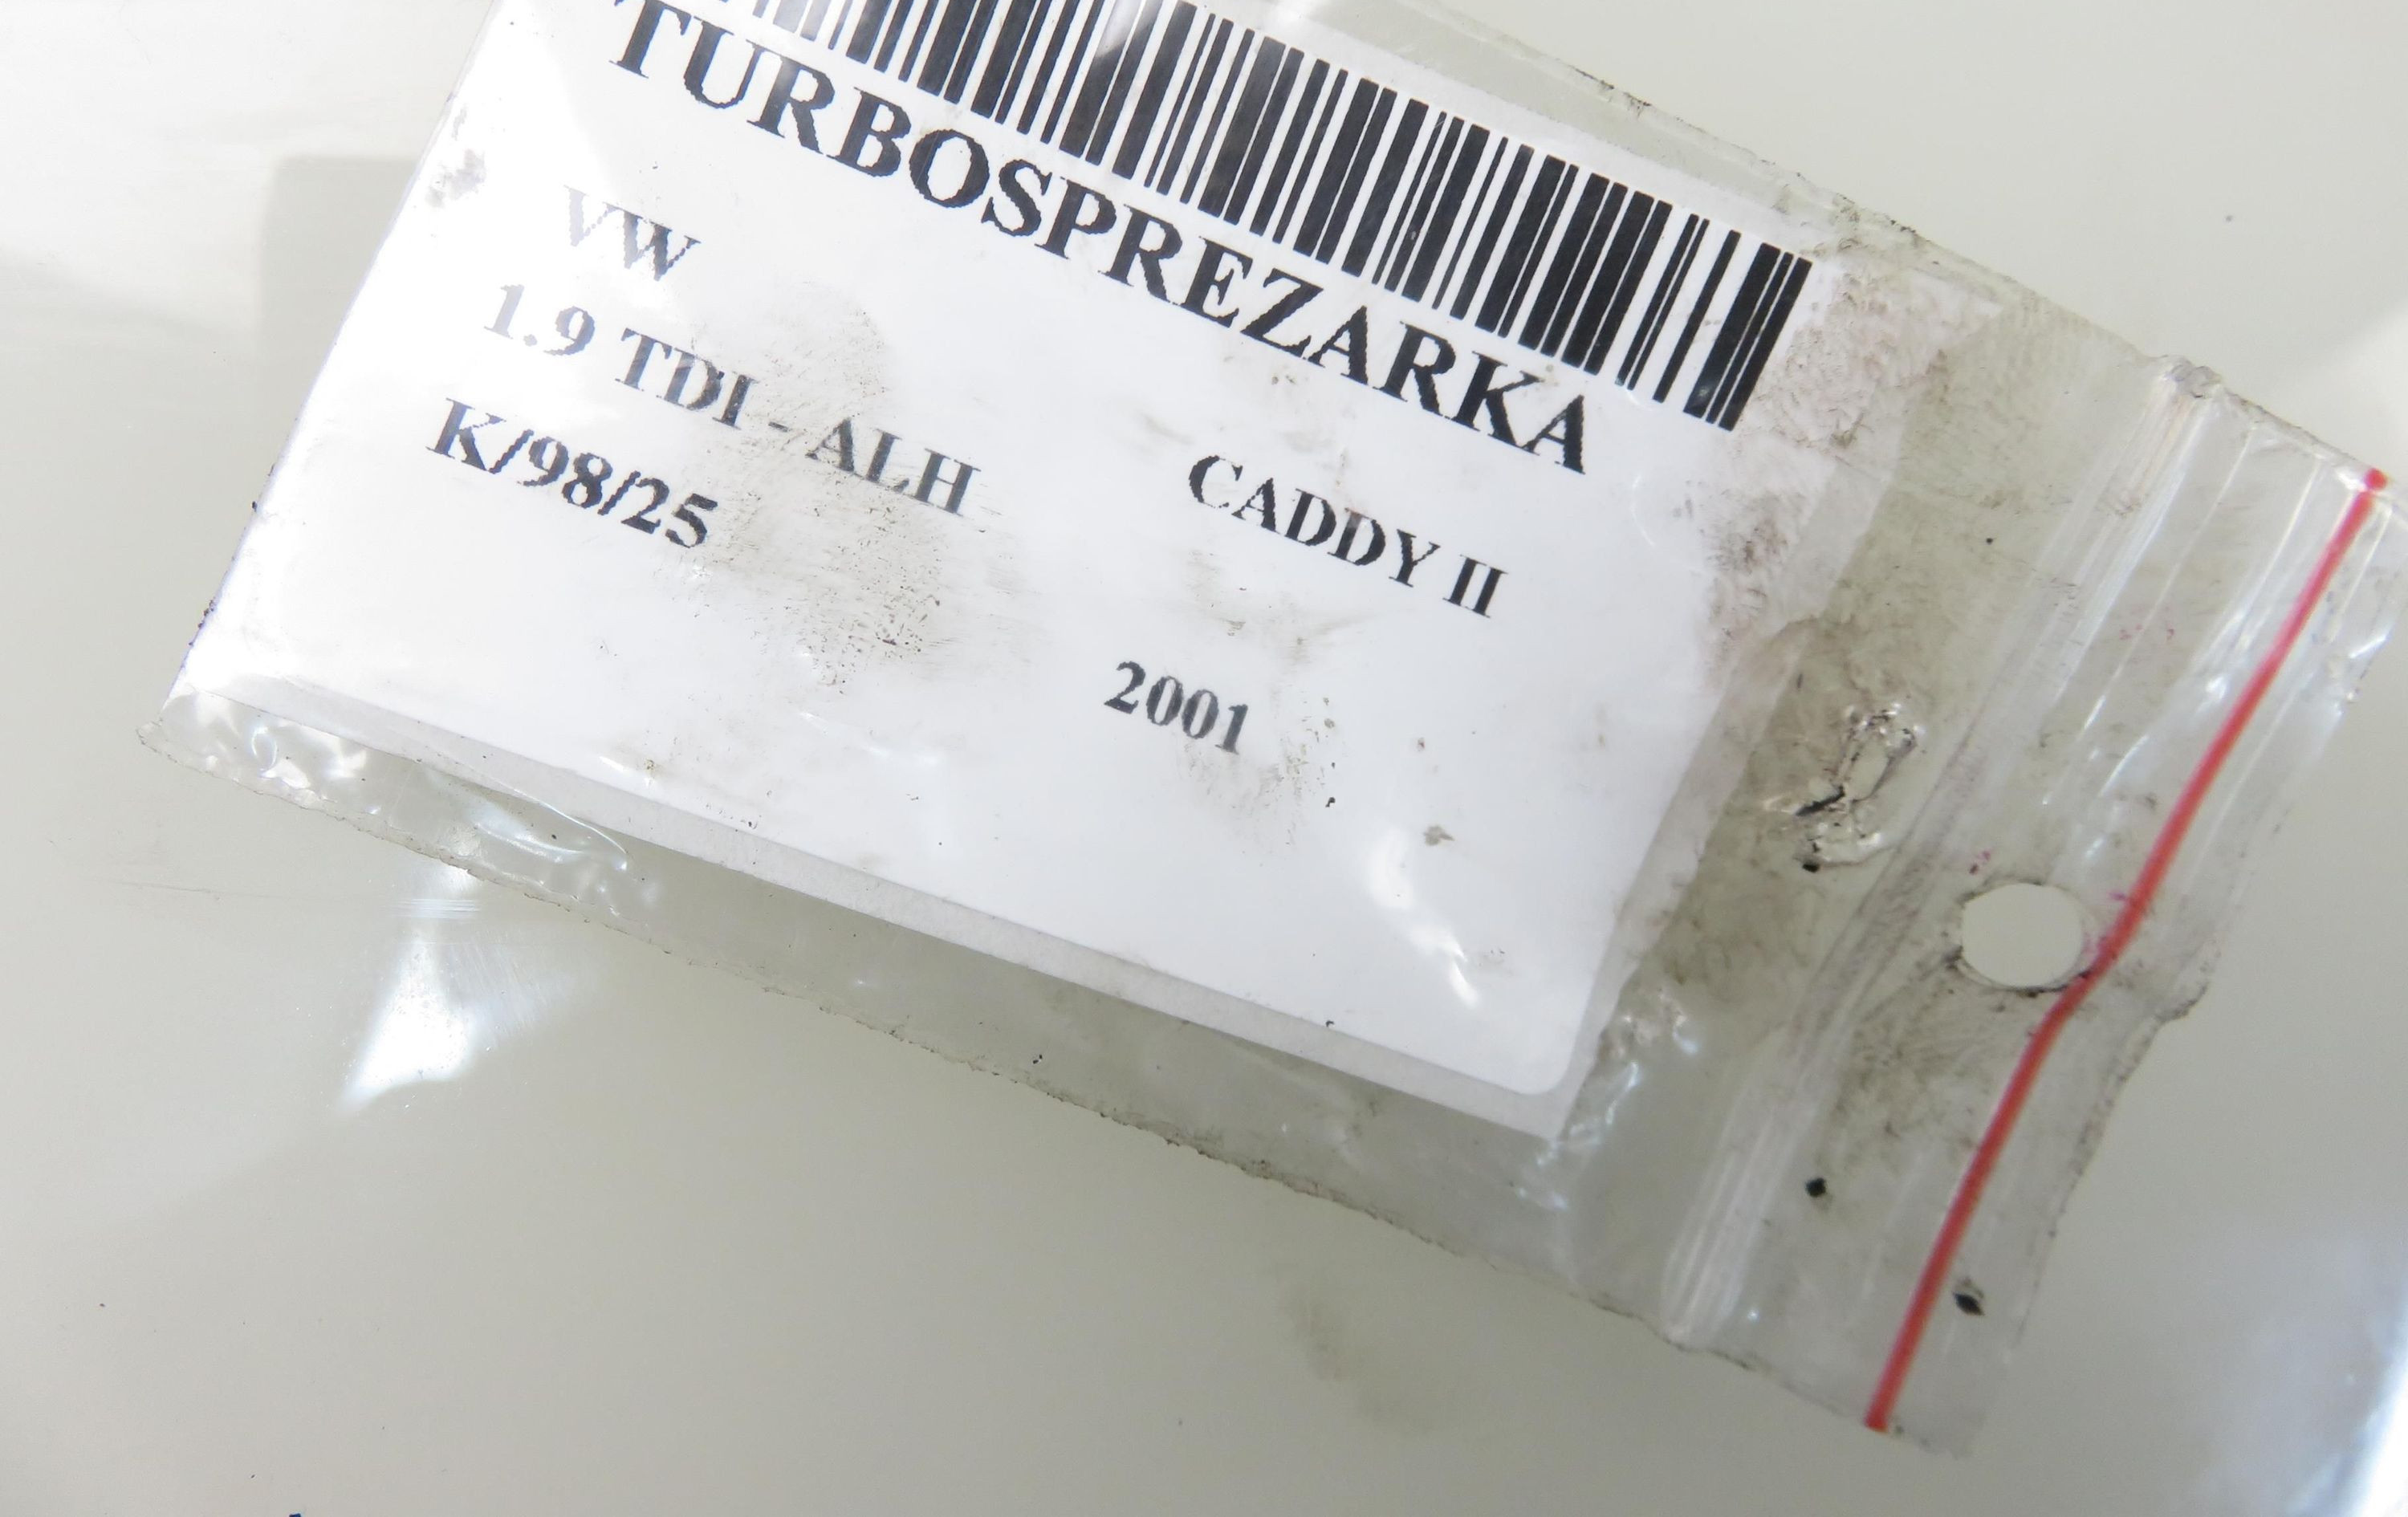 TURBOSPREZARKA
VW CADDY II
1.9 TDI - ALH
K/98/25 2001